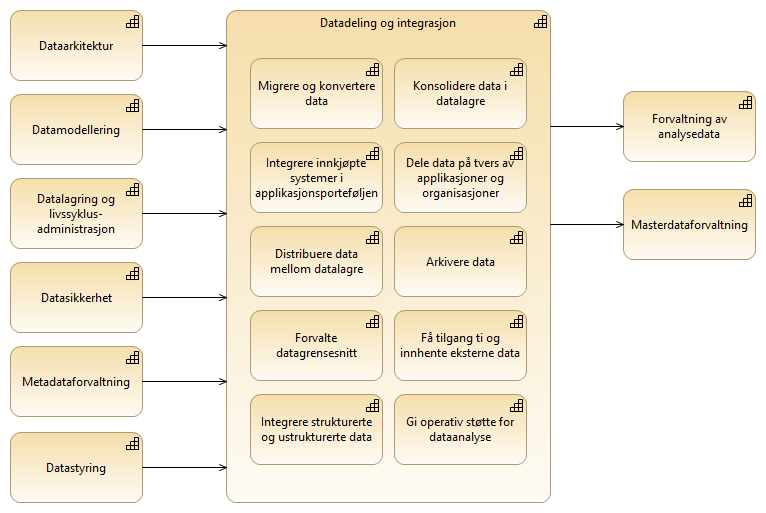 Dataarkitektur
Datamodellering
Datalagring og
livssyklus-
administrasjon
Datasikkerhet
Metadataforvaltning
Datastyring
Datadeling og integrasjon
Migrere og konvertere
data
Konsolidere data i
datalagre
Integrere innkjøpte
systemer i
applikasjonsporteføljen
Dele data på tvers av
applikasjoner og
organisasjoner
Distribuere data
mellom datalagre
Arkivere data
Forvalte
datagrensesnitt
Få tilgang ti og
innhente eksterne data
Integrere strukturerte
og ustrukturerte data
Gi operativ støtte for
dataanalyse
Forvaltning av
analysedata
Masterdataforvaltning